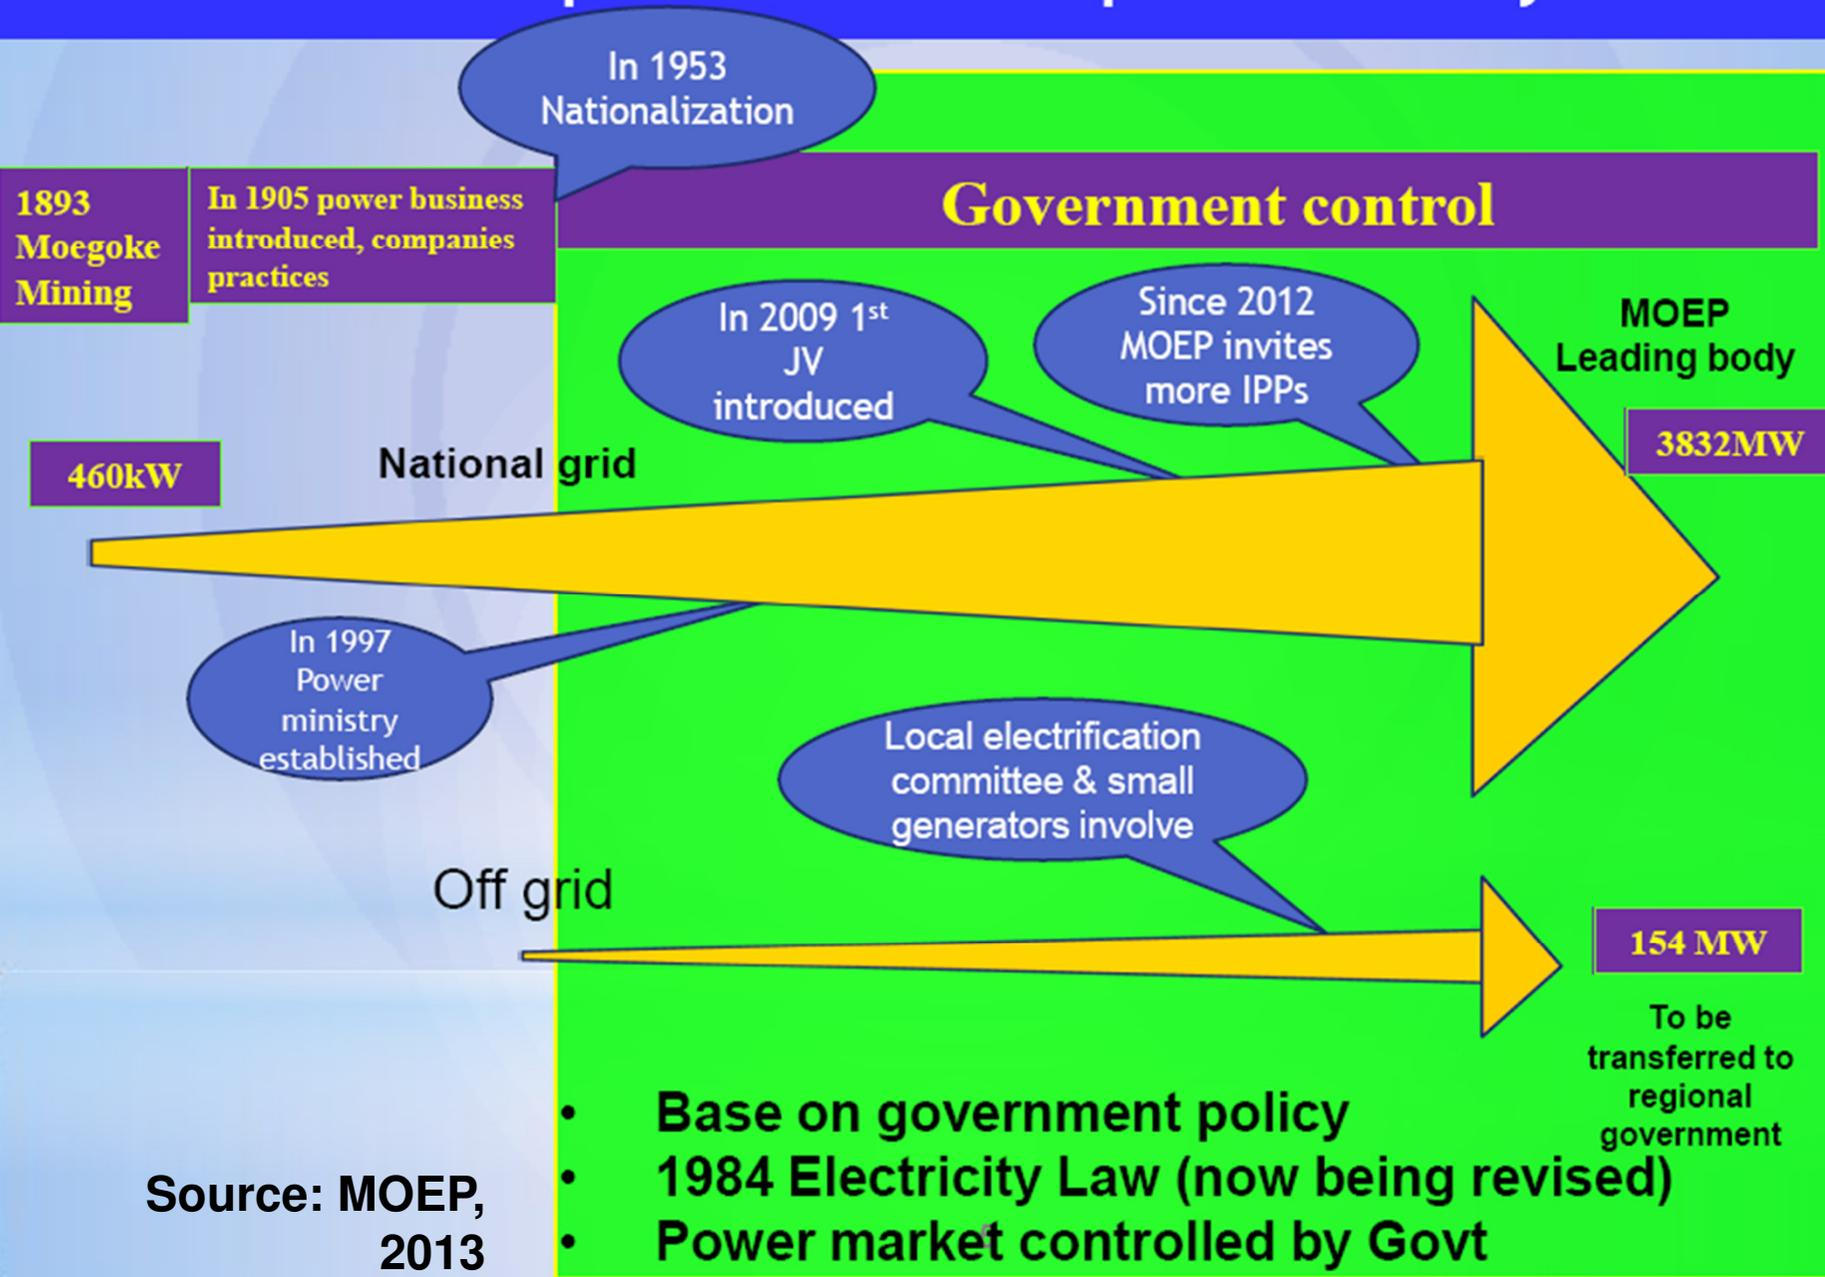 In 1953
Nationalization
1893
Moegoke
Mining
In 1905 power business
introduced, companies
practices
Government control
In 2009 1st
JV
introduced
Since 2012
MOEP invites
more IPPs
MOEP
Leading body
3832MW
460kW
National grid
In 1997
Power
ministry
established
Local electrification
committee & small
generators involve
Off grid
154 MW
To be
transferred to
regional
government
• Base on government policy
• 1984 Electricity Law (now being revised)
• Power market controlled by Govt
Source: MOEP,
2013